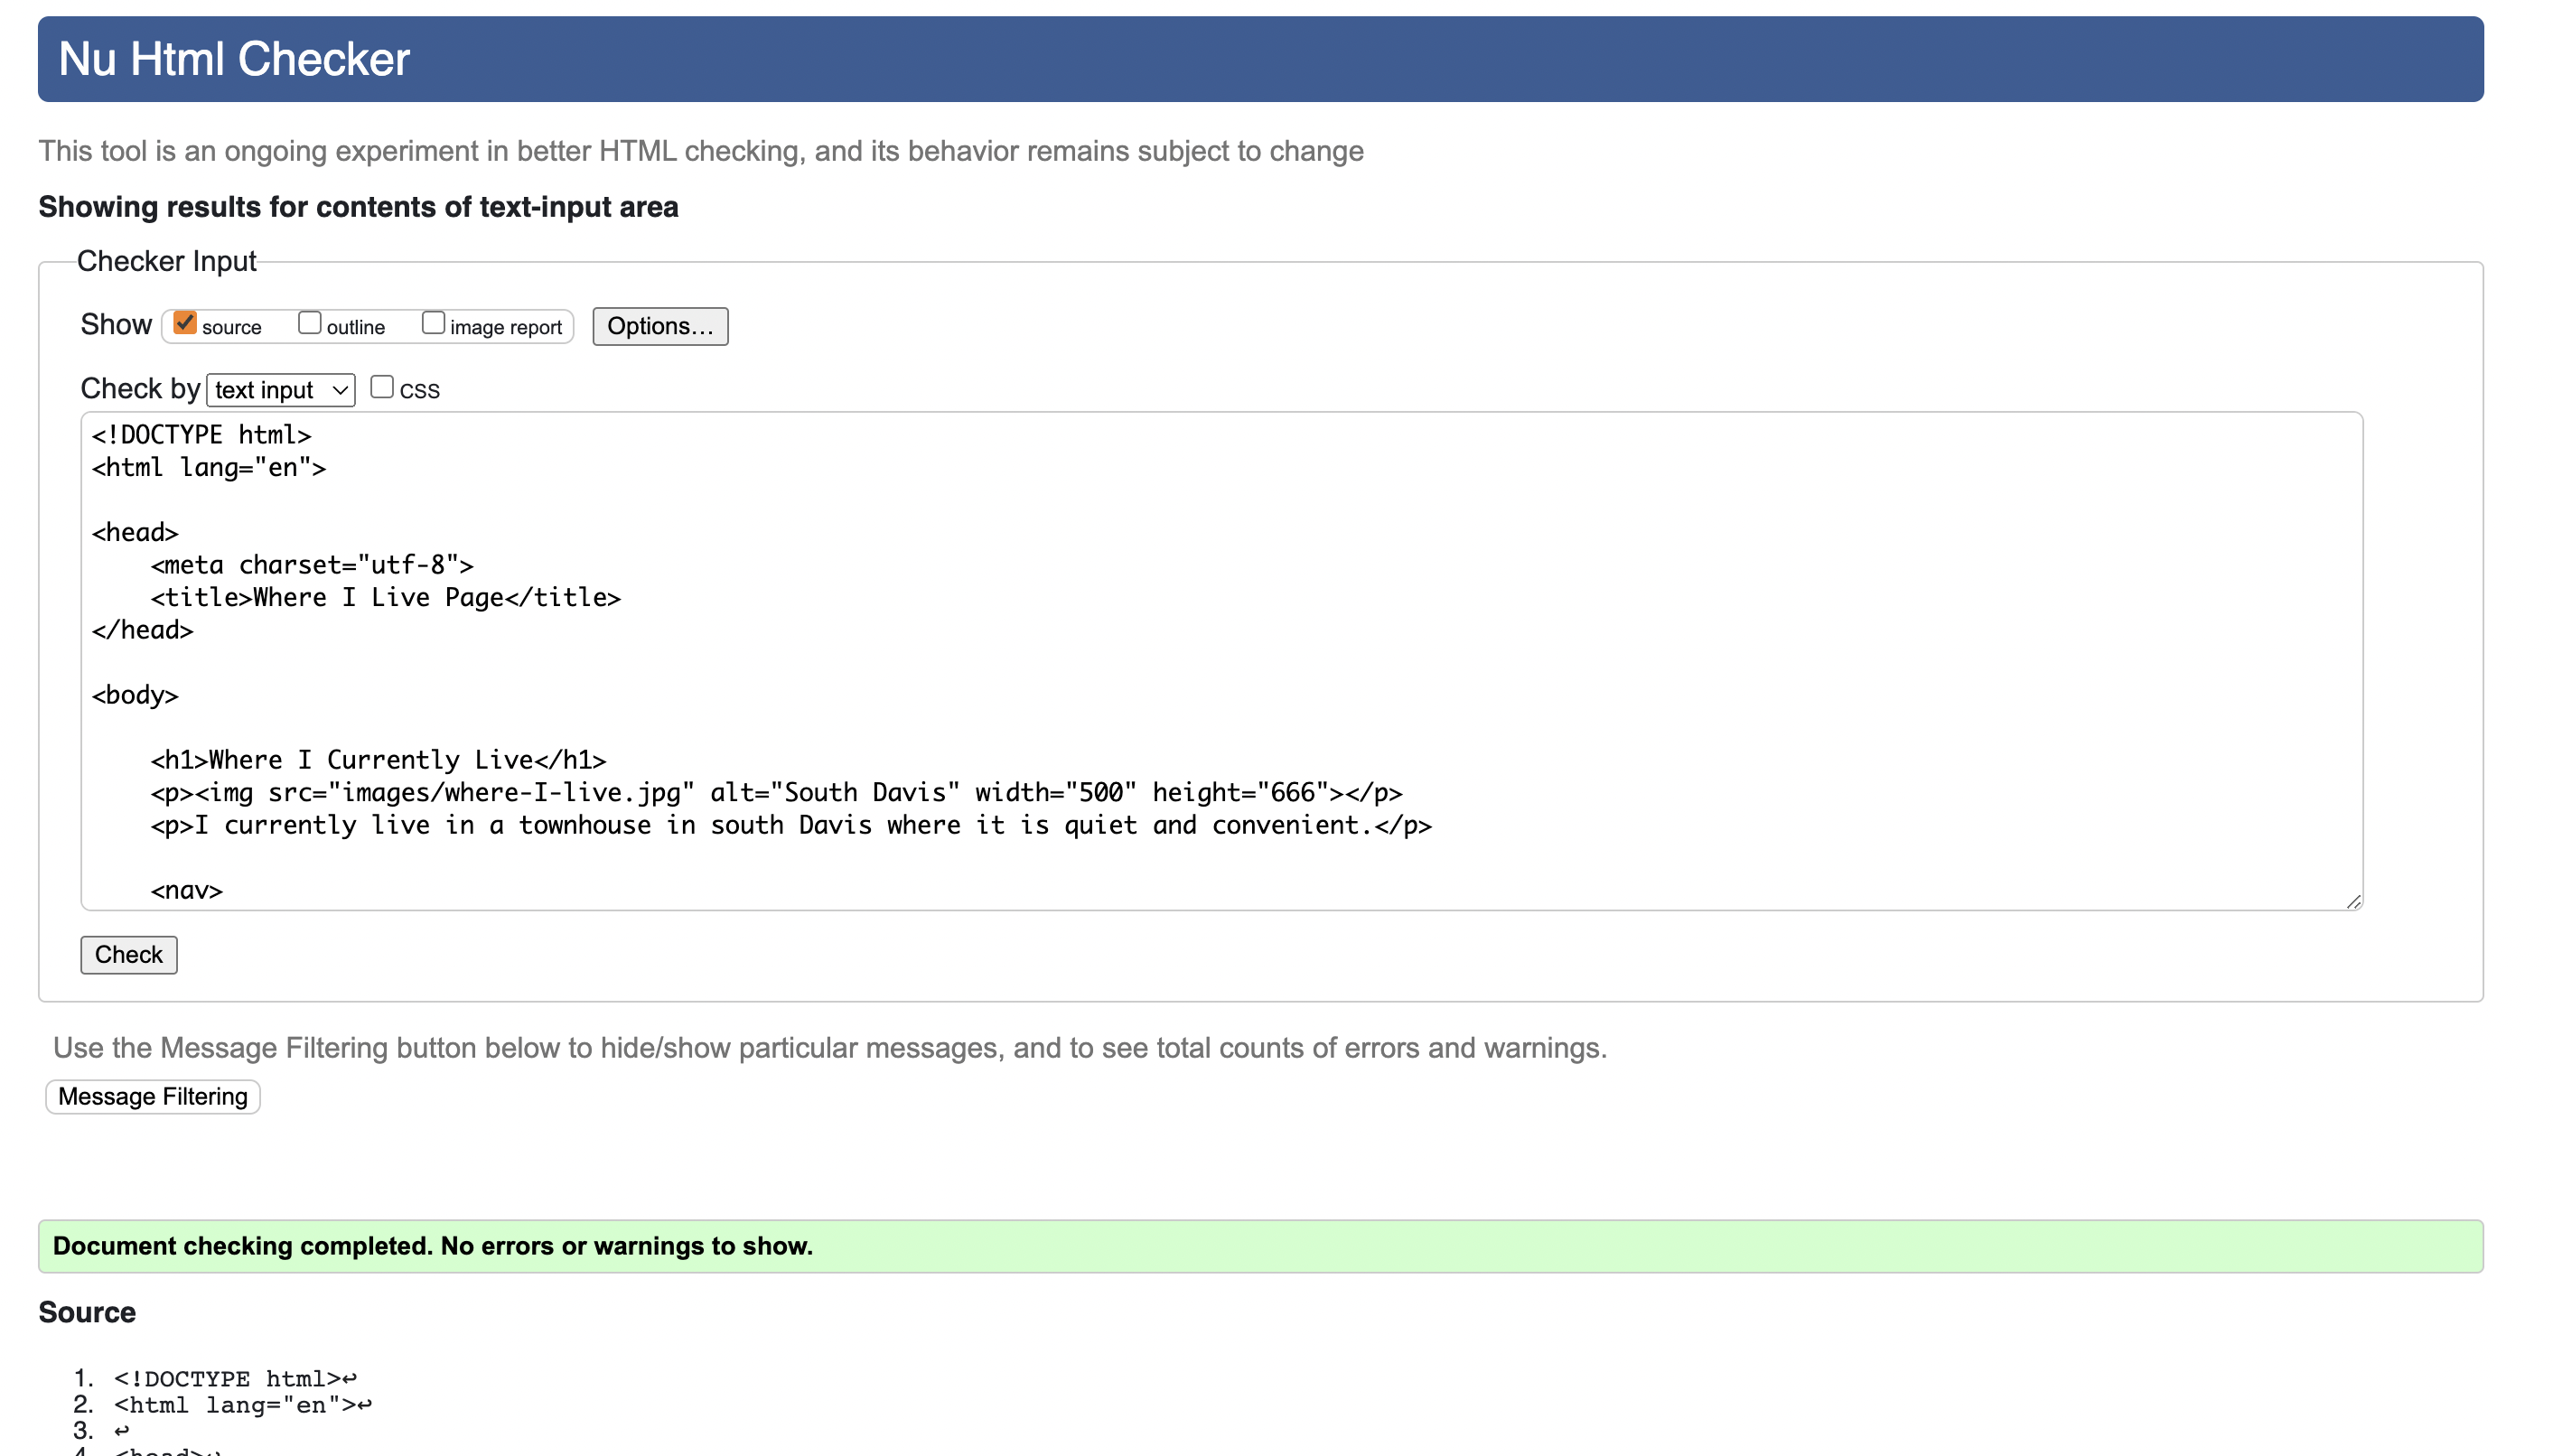 Nu Html Checker
This tool is an ongoing experiment in better HTML checking, and its behavior remains subject to change
Showing results for contents of text-input area
Checker Input
Show source outline image report Options...
Check by text input CSS
<!DOCTYPE html>
<html lang="en">
<head>
<meta charset="utf-8">
<title>Where I Live Page</title>
</head>
<body>
<h1>Where I Currently Live</h1>
<p><img src="images/where-I-live.jpg" alt="South Davis" width="500" height="666"></p>
<p>I currently live in a townhouse in south Davis where it is quiet and convenient.</p>
<nav>
Check
Use the Message Filtering button below to hide/show particular messages, and to see total counts of errors and warnings.
Message Filtering
Document checking completed. No errors or warnings to show.
Source
1. <!DOCTYPE html>↩
2. <html lang="en">↩
3. ↩
4. <head>↩